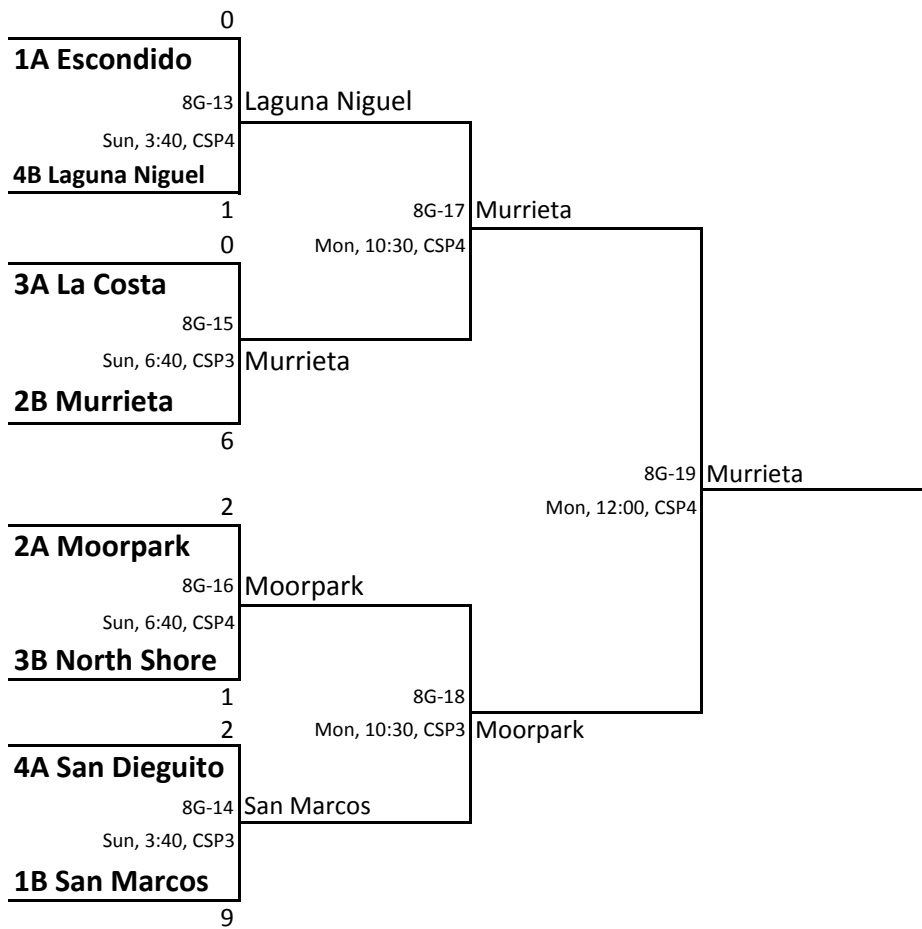 0
1A Escondido
8G-13 Laguna Niguel
Sun, 3:40, CSP4
4B Laguna Niguel
1
8G-17 Murrieta
0
Mon, 10:30, CSP4
3A La Costa
8G-15
Sun, 6:40, CSP3 Murrieta
2B Murrieta
6
8G-19 Murrieta
Mon, 12:00, CSP4
2
2A Moorpark
8G-16 Moorpark
Sun, 6:40, CSP4
3B North Shore
1
8G-18
2
Mon, 10:30, CSP3 Moorpark
4A San Dieguito
8G-14 San Marcos
Sun, 3:40, CSP3
1B San Marcos
9